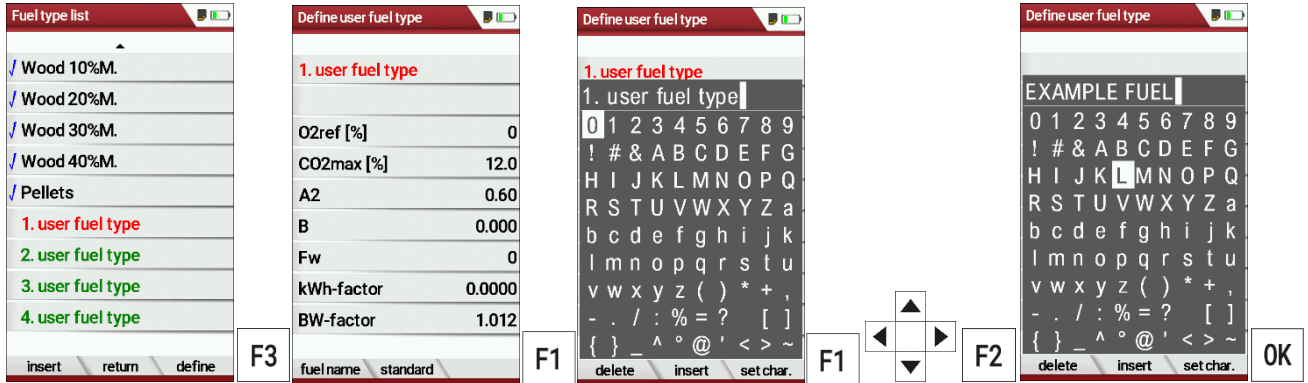 Fuel type list
√ Wood 10%M.
√ Wood 20%M.
√ Wood 30%M.
√ Wood 40%M.
√ Pellets
1. user fuel type
2. user fuel type
3. user fuel type
4. user fuel type
insert return define
F3
Define user fuel type
1. user fuel type
O2ref [%] 0
CO2max [%] 12.0
A2 0.60
B 0.000
Fw 0
kWh-factor 0.0000
BW-factor 1.012
fuel name standard
F1
Define user fuel type
1. user fuel type
1. user fuel type
0 1 2 3 4 5 6 7 8 9
! # & A B C D E F G
H I J K L M N O P Q
R S T U V W X Y Z a
b c d e f g h i j k
l m n o p q r s t u
v w x y z ( ) * + ,
- . / : % = ? [ ]
{ } _ ^ ° @ ' < > ~
delete insert set char.
F1
F2
Define user fuel type
EXAMPLE FUEL
0 1 2 3 4 5 6 7 8 9
! # & A B C D E F G
H I J K L M N O P Q
R S T U V W X Y Z a
b c d e f g h i j k
l m n o p q r s t u
v w x y z ( ) * + ,
- . / : % = ? [ ]
{ } _ ^ ° @ ' < > ~
delete insert set char.
OK